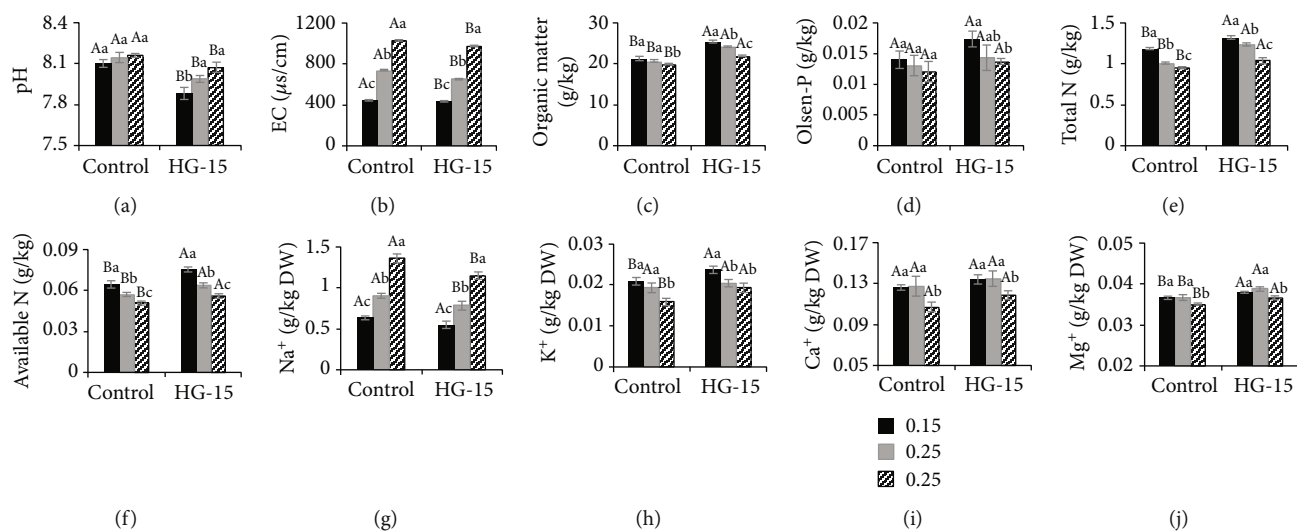 pH
8.4
8.1
7.8
7.5
Aa
Aa
Aa
Bb
Ba
Ba
Control
HG-15
(a)
EC (μs/cm)
1200
800
400
0
Ac
Ab
Aa
Bc
Bb
Ba
Control
HG-15
(b)
Organic matter
(g/kg)
30
20
10
0
Ba
Ba
Bb
Aa
Ab
Ac
Control
HG-15
(c)
Olsen-P (g/kg)
0.02
0.015
0.01
0.005
0
Aa
Aa
Aa
Aa
Aab
Ab
Control
HG-15
(d)
Total N (g/kg)
1.5
1
0.5
0
Ba
Bb
Bc
Aa
Ab
Ac
Control
HG-15
(e)
Available N (g/kg)
0.09
0.06
0.03
0
Ba
Bb
Bc
Aa
Ab
Ac
Control
HG-15
(f)
Na+ (g/kg DW)
1.5
1
0.5
0
Ac
Ab
Aa
Ac
Ab
Ba
Control
HG-15
(g)
K+ (g/kg DW)
0.03
0.02
0.01
0
Ba
Aa
Bb
Aa
Ab
Ab
Control
HG-15
(h)
Ca+ (g/kg DW)
0.17
0.13
0.09
0.05
Aa
Aa
Ab
Aa
Aa
Ab
Control
HG-15
0.15
0.25
0.25
(i)
Mg+ (g/kg DW)
0.05
0.04
0.03
0.02
Ba
Ba
Bb
Aa
Aa
Ab
Control
HG-15
(j)